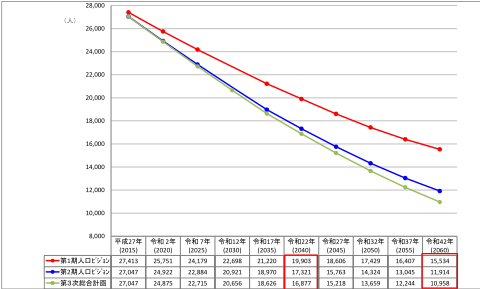 （人）
28,000
26,000
24,000
22,000
20,000
18,000
16,000
14,000
12,000
10,000
8,000
平成27年 令和 2年 令和 7年 令和12年 令和17年 令和22年 令和27年 令和32年 令和37年 令和42年
(2015) (2020) (2025) (2030) (2035) (2040) (2045) (2050) (2055) (2060)
第1期人口ビジョン 27,413 25,751 24,179 22,698 21,220 19,903 18,606 17,429 16,407 15,534
第2期人口ビジョン 27,047 24,922 22,884 20,921 18,970 17,321 15,763 14,324 13,045 11,914
第3次総合計画 27,047 24,875 22,715 20,656 18,626 16,877 15,218 13,659 12,244 10,958